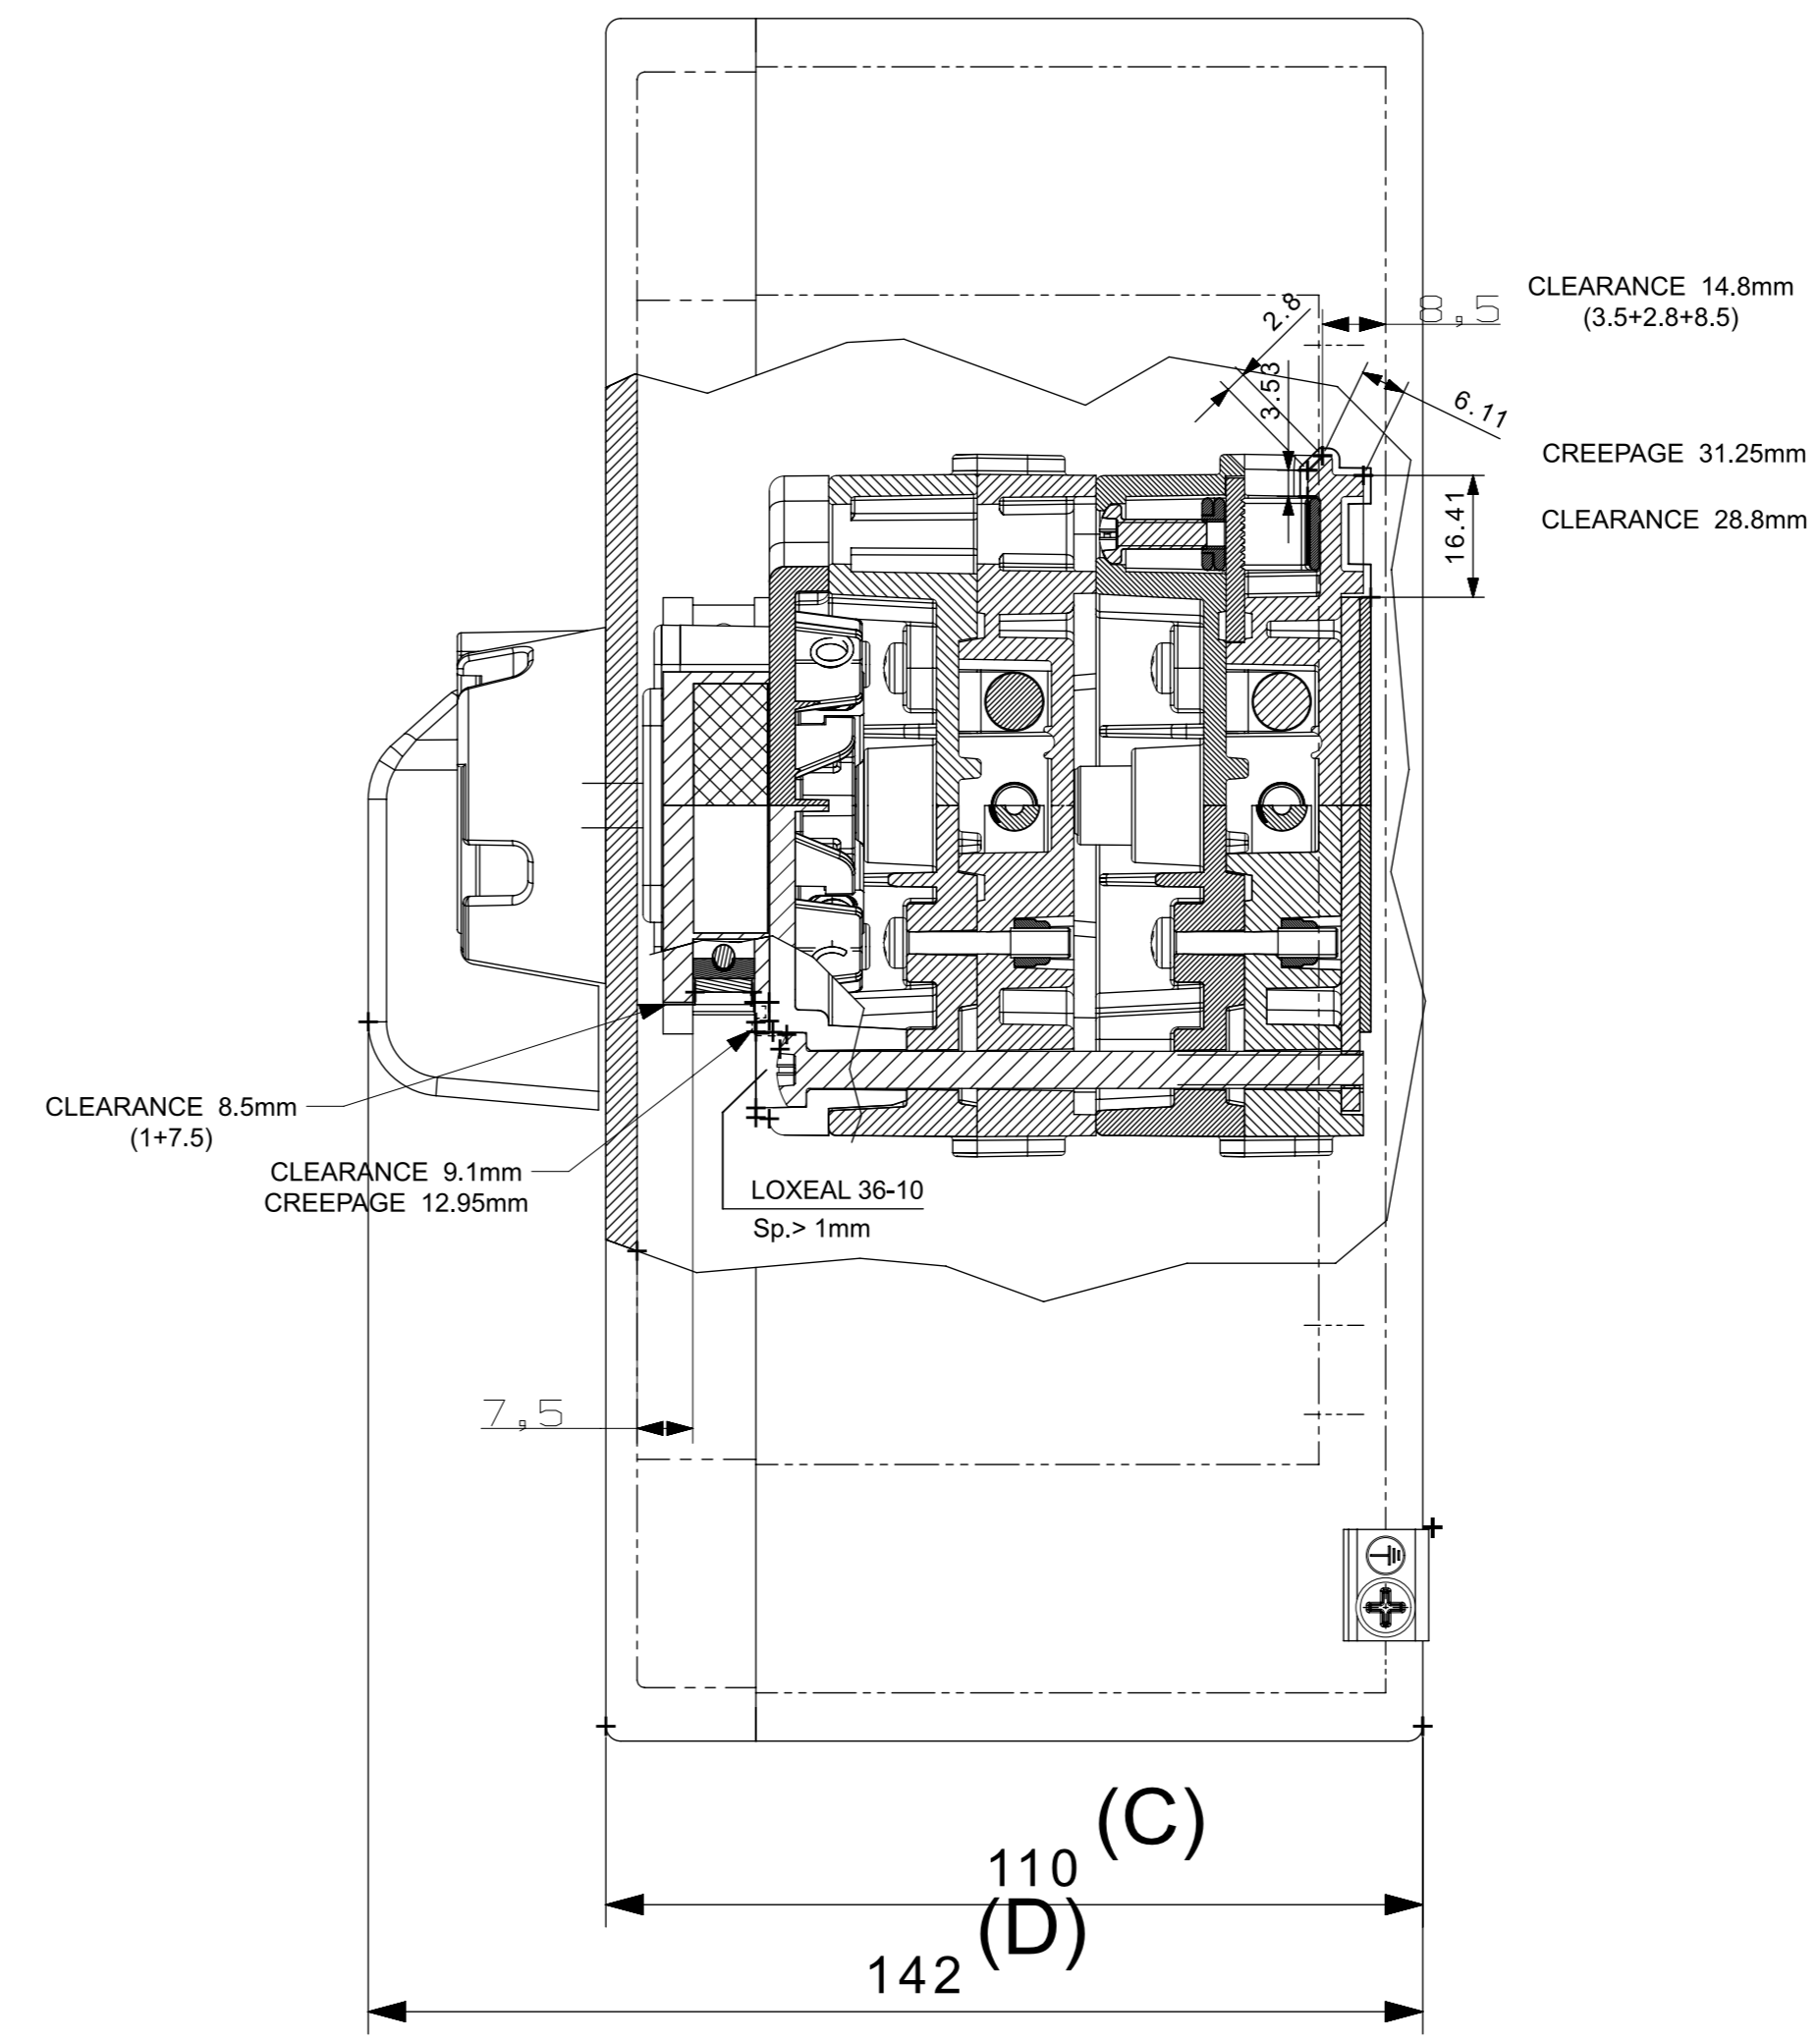 CLEARANCE 14.8mm
(3.5+2.8+8.5)
8,5
2.8
3.53
6.11
CREEPAGE 31.25mm
16.41
CLEARANCE 28.8mm
CLEARANCE 8.5mm
(1+7.5)
CLEARANCE 9.1mm
CREEPAGE 12.95mm
LOXEAL 36-10
Sp.> 1mm
7,5
(C)
110
(D)
142